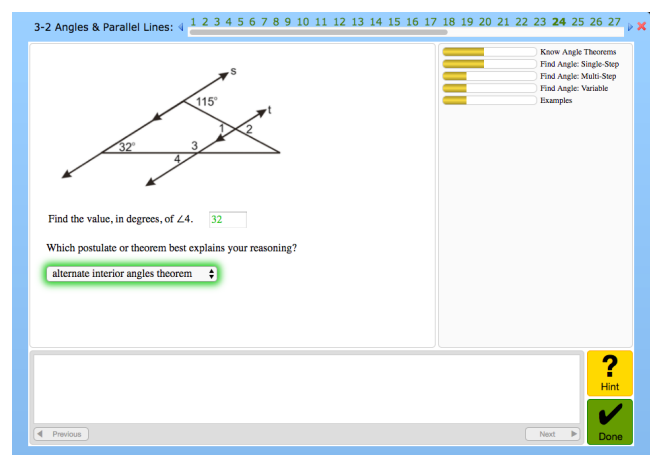 3-2 Angles & Parallel Lines: 1 2 3 4 5 6 7 8 9 10 11 12 13 14 15 16 17 18 19 20 21 22 23 24 25 26 27
Know Angle Theorems
Find Angle: Single-Step
Find Angle: Multi-Step
Find Angle: Variable
Examples
s
115°
t
1 2
32°
3
4
Find the value, in degrees, of ∠4. 32
Which postulate or theorem best explains your reasoning?
alternate interior angles theorem
?
Hint
Previous
Next
Done